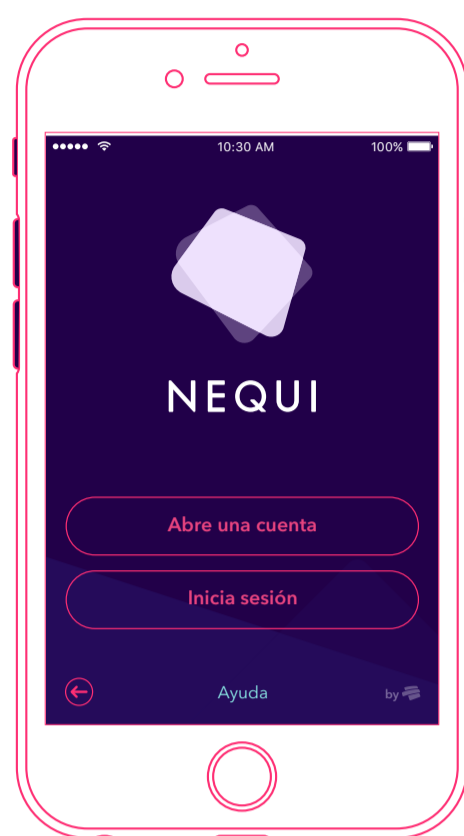 10:30 AM 100%
NEQUI
Abre una cuenta
Inicia sesión
Ayuda by